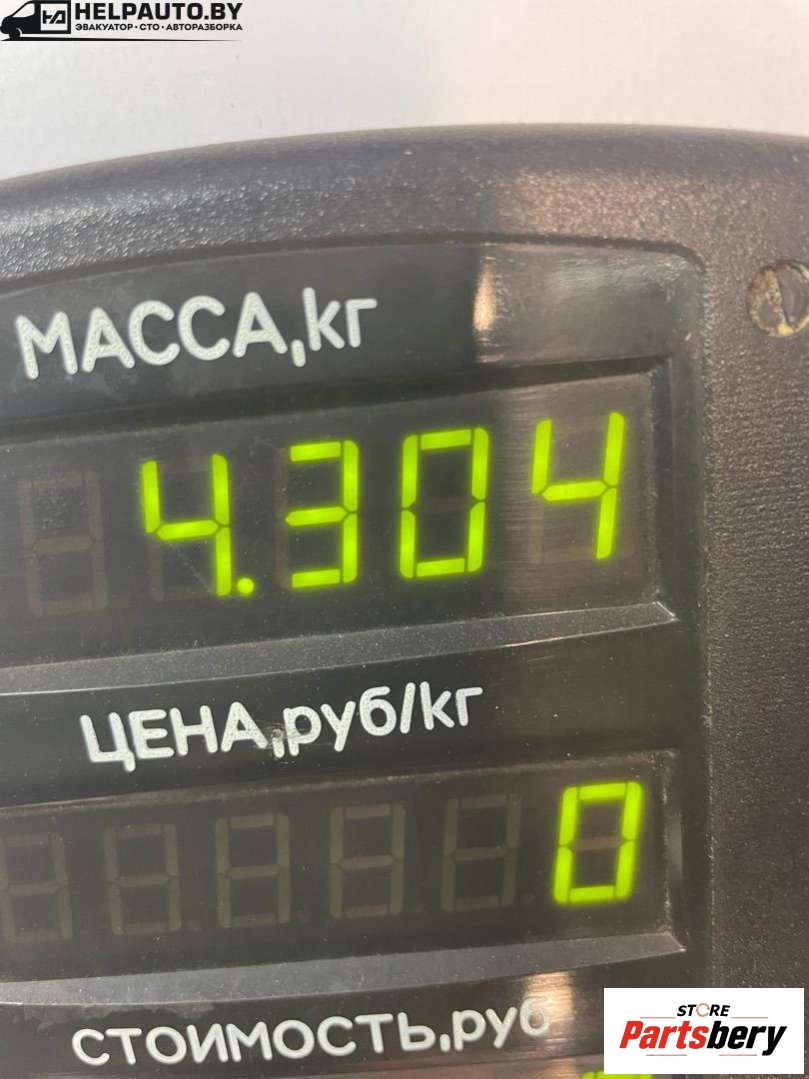 HELPAUTO.BY
ЭВАКУАТОР•СТО•АВТОРАЗБОРКА
МАССА,кг
4.304
ЦЕНА,руб/кг
0
СТОИМОСТЬ,руб
STORE
Partsbery